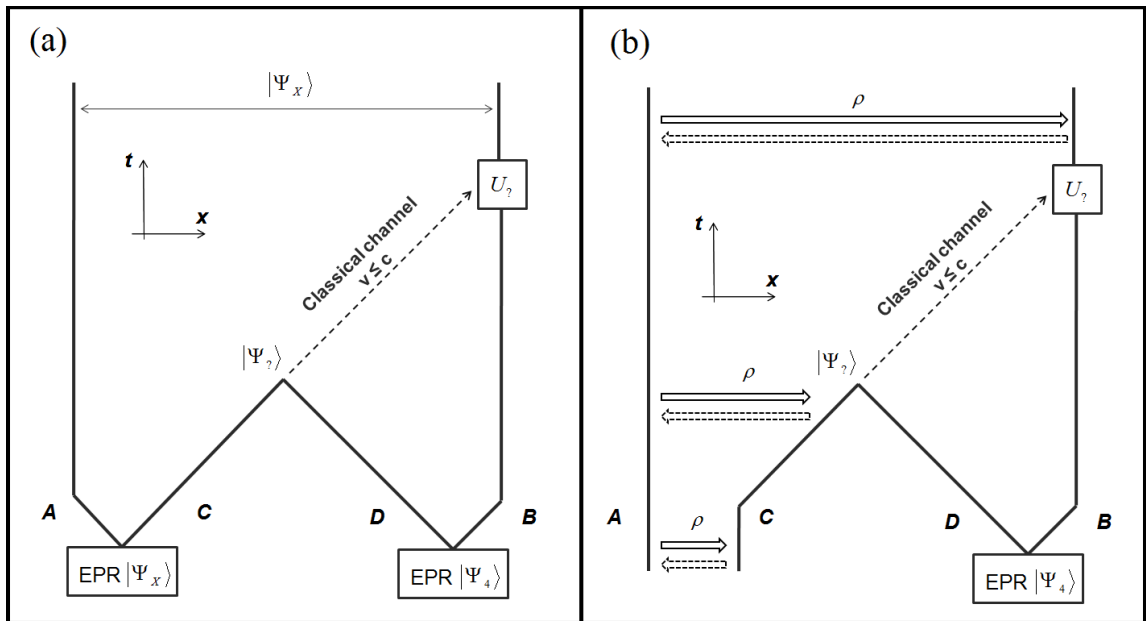 (a)
|Ψ_X⟩
t
x
U_?
Classical channel
v ≤ c
|Ψ_?⟩
A
C
D
B
EPR |Ψ_X⟩
EPR |Ψ_4⟩
(b)
ρ
t
x
U_?
Classical channel
v ≤ c
|Ψ_?⟩
ρ
A
ρ
C
D
B
EPR |Ψ_4⟩